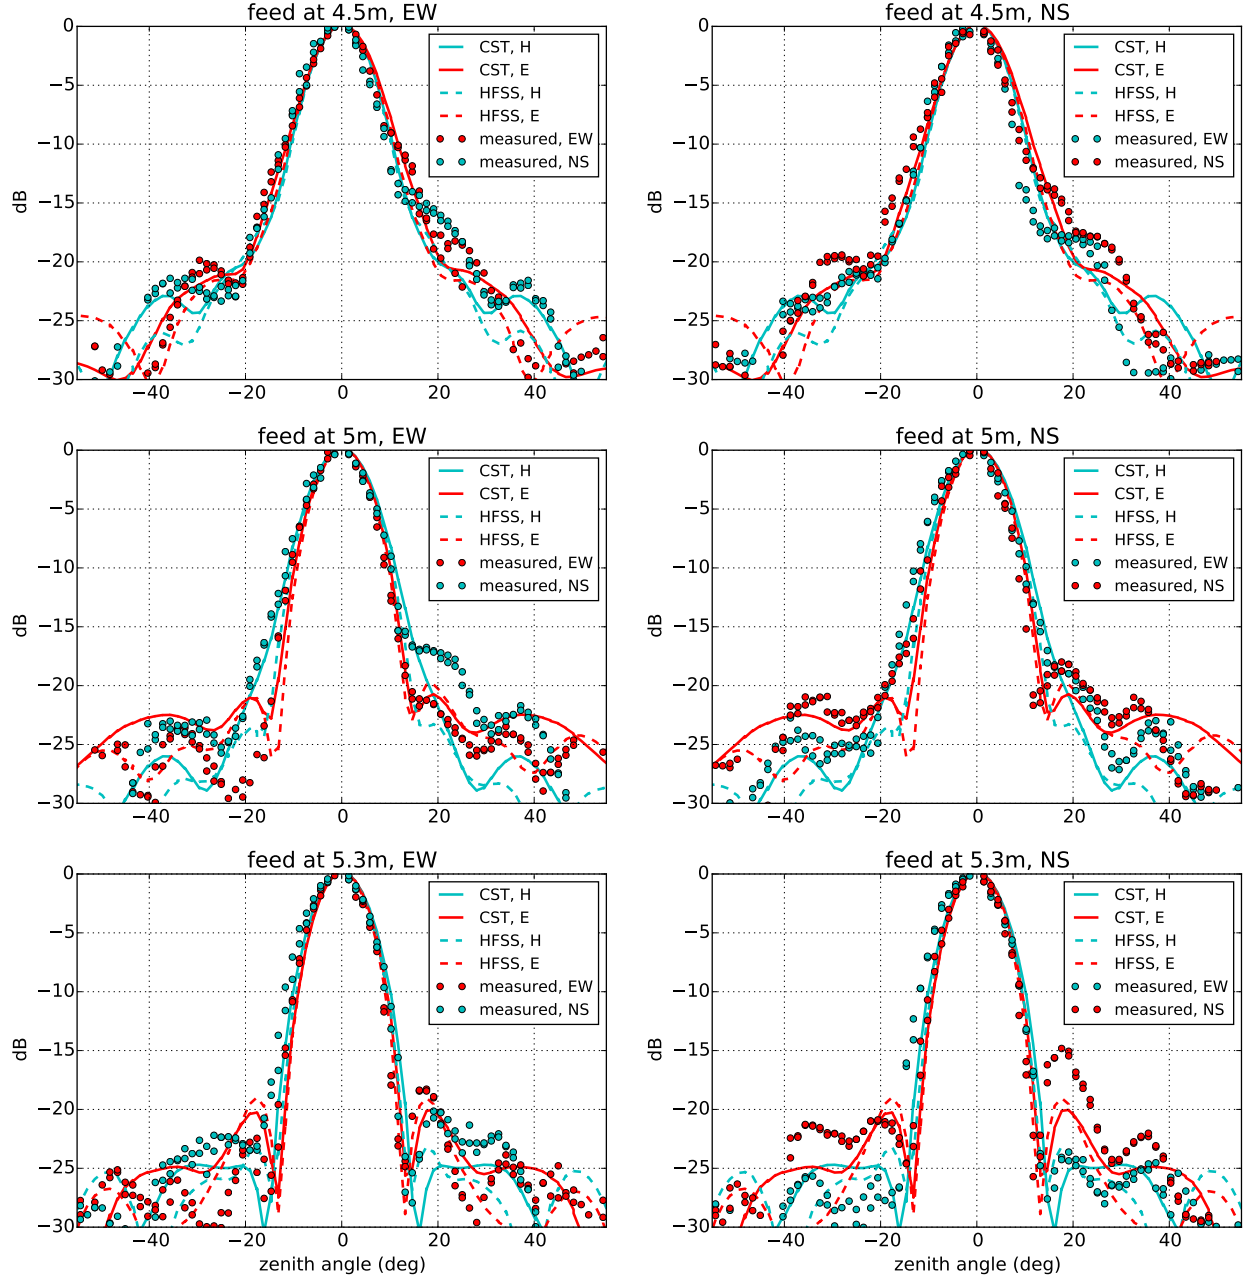 feed at 4.5m, EW
0
−5
−10
−15
−20
−25
−30
dB
−40
−20
0
20
40
CST, H
CST, E
HFSS, H
HFSS, E
measured, EW
measured, NS
feed at 4.5m, NS
0
−5
−10
−15
−20
−25
−30
dB
−40
−20
0
20
40
CST, H
CST, E
HFSS, H
HFSS, E
measured, EW
measured, NS
feed at 5m, EW
0
−5
−10
−15
−20
−25
−30
dB
−40
−20
0
20
40
CST, H
CST, E
HFSS, H
HFSS, E
measured, EW
measured, NS
feed at 5m, NS
0
−5
−10
−15
−20
−25
−30
dB
−40
−20
0
20
40
CST, H
CST, E
HFSS, H
HFSS, E
measured, EW
measured, NS
feed at 5.3m, EW
0
−5
−10
−15
−20
−25
−30
dB
−40
−20
0
20
40
zenith angle (deg)
CST, H
CST, E
HFSS, H
HFSS, E
measured, EW
measured, NS
feed at 5.3m, NS
0
−5
−10
−15
−20
−25
−30
dB
−40
−20
0
20
40
zenith angle (deg)
CST, H
CST, E
HFSS, H
HFSS, E
measured, EW
measured, NS